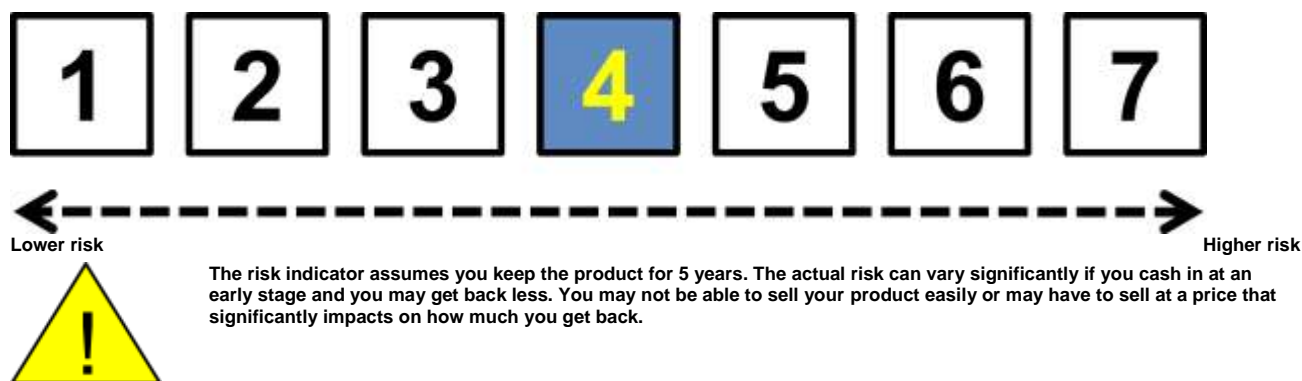 1 2 3 4 5 6 7
Lower risk Higher risk
The risk indicator assumes you keep the product for 5 years. The actual risk can vary significantly if you cash in at an
early stage and you may get back less. You may not be able to sell your product easily or may have to sell at a price that
significantly impacts on how much you get back.
!